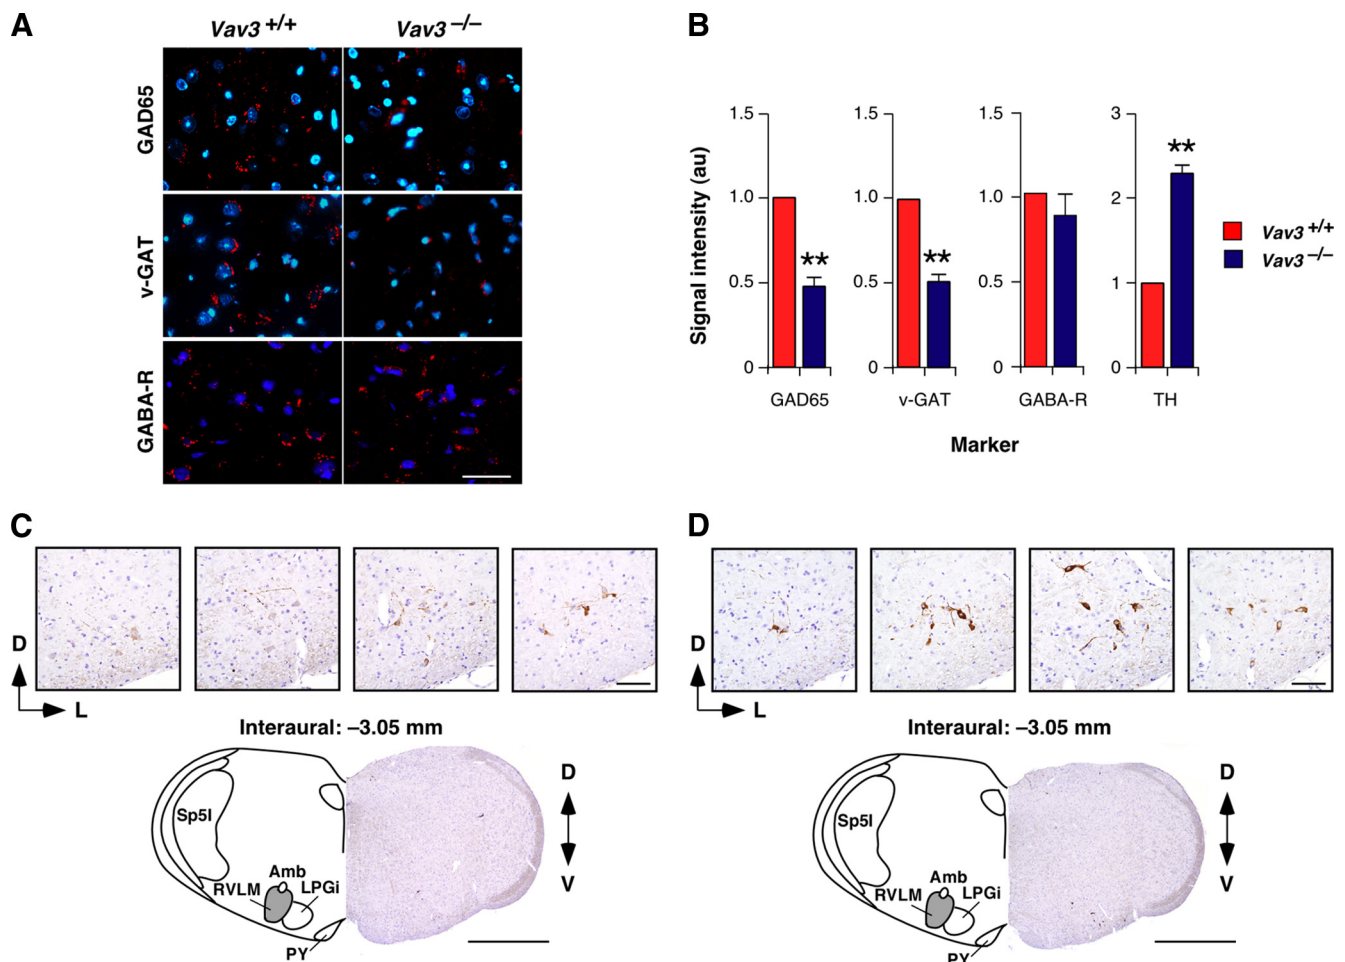 A
Vav3 +/+
Vav3 –/–
GAD65
v-GAT
GABA-R
B
Signal intensity (au)
1.5
1.0
0.5
0
**
GAD65
1.5
1.0
0.5
0
**
v-GAT
1.5
1.0
0.5
0
GABA-R
3
2
1
0
**
TH
Marker
Vav3 +/+
Vav3 –/–
C
D
L
Interaural: –3.05 mm
Sp5I
Amb
RVLM
LPGi
PY
D
V
D
D
L
Interaural: –3.05 mm
Sp5I
Amb
RVLM
LPGi
PY
D
V